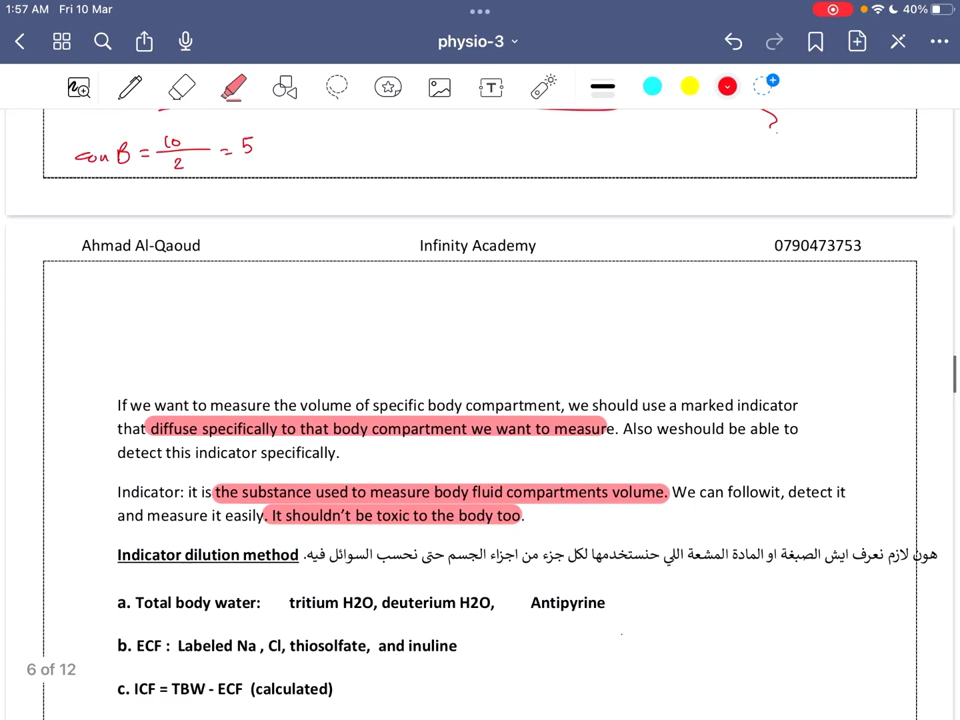 1:57 AM Fri 10 Mar
40%
physio-3
T
con B = 10/2 = 5
Ahmad Al-Qaoud Infinity Academy 0790473753
If we want to measure the volume of specific body compartment, we should use a marked indicator
that diffuse specifically to that body compartment we want to measure. Also weshould be able to
detect this indicator specifically.
Indicator: it is the substance used to measure body fluid compartments volume. We can followit, detect it
and measure it easily. It shouldn't be toxic to the body too.
Indicator dilution method هون لازم نعرف ايش الصبغة او المادة المشعة اللي حنستخدمها لكل جزء من اجزاء الجسم حتى نحسب السوائل فيه.
a. Total body water: tritium H2O, deuterium H2O, Antipyrine
b. ECF : Labeled Na , Cl, thiosolfate, and inuline
6 of 12
c. ICF = TBW - ECF (calculated)